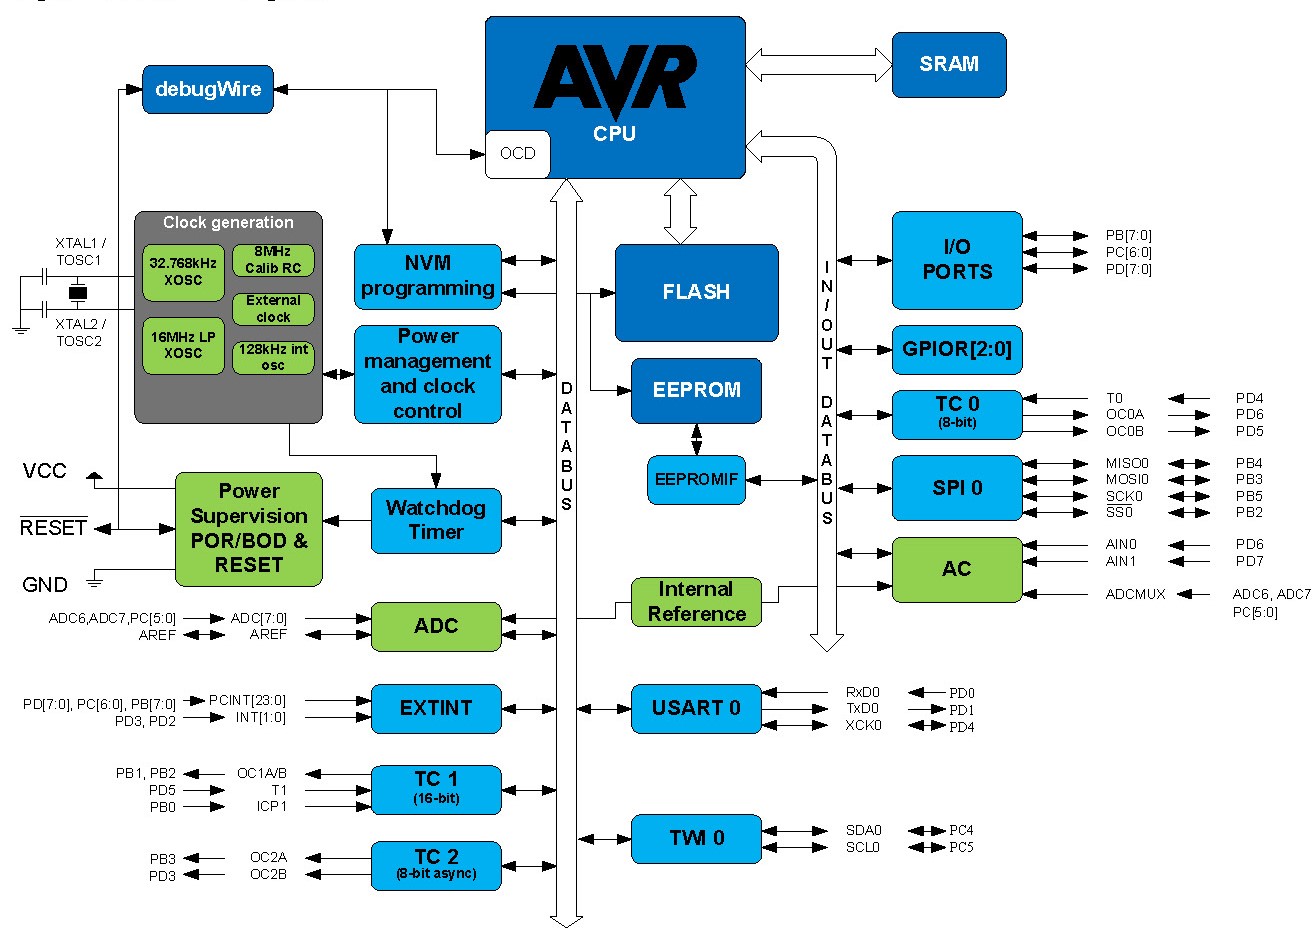 AVR
CPU
OCD
SRAM
debugWire
Clock generation
32.768kHz
XOSC
8MHz
Calib RC
External
clock
16MHz LP
XOSC
128kHz int
osc
XTAL1 /
TOSC1
XTAL2 /
TOSC2
NVM
programming
Power
management
and clock
control
FLASH
EEPROM
EEPROMIF
I/O
PORTS
PB[7:0]
PC[6:0]
PD[7:0]
GPIOR[2:0]
TC 0
(8-bit)
T0 PD4
OC0A PD6
OC0B PD5
SPI 0
MISO0 PB4
MOSI0 PB3
SCK0 PB5
SS0 PB2
AC
AIN0 PD6
AIN1 PD7
ADCMUX ADC6, ADC7
PC[5:0]
IN/OUT DATABUS
DATABUS
VCC
RESET
GND
Power
Supervision
POR/BOD &
RESET
Watchdog
Timer
Internal
Reference
ADC6,ADC7,PC[5:0] ADC[7:0]
AREF AREF
ADC
PD[7:0], PC[6:0], PB[7:0] PCINT[23:0]
PD3, PD2 INT[1:0]
EXTINT
USART 0
RxD0 PD0
TxD0 PD1
XCK0 PD4
PB1, PB2 OC1A/B
PD5 T1
PB0 ICP1
TC 1
(16-bit)
TWI 0
SDA0 PC4
SCL0 PC5
PB3 OC2A
PD3 OC2B
TC 2
(8-bit async)